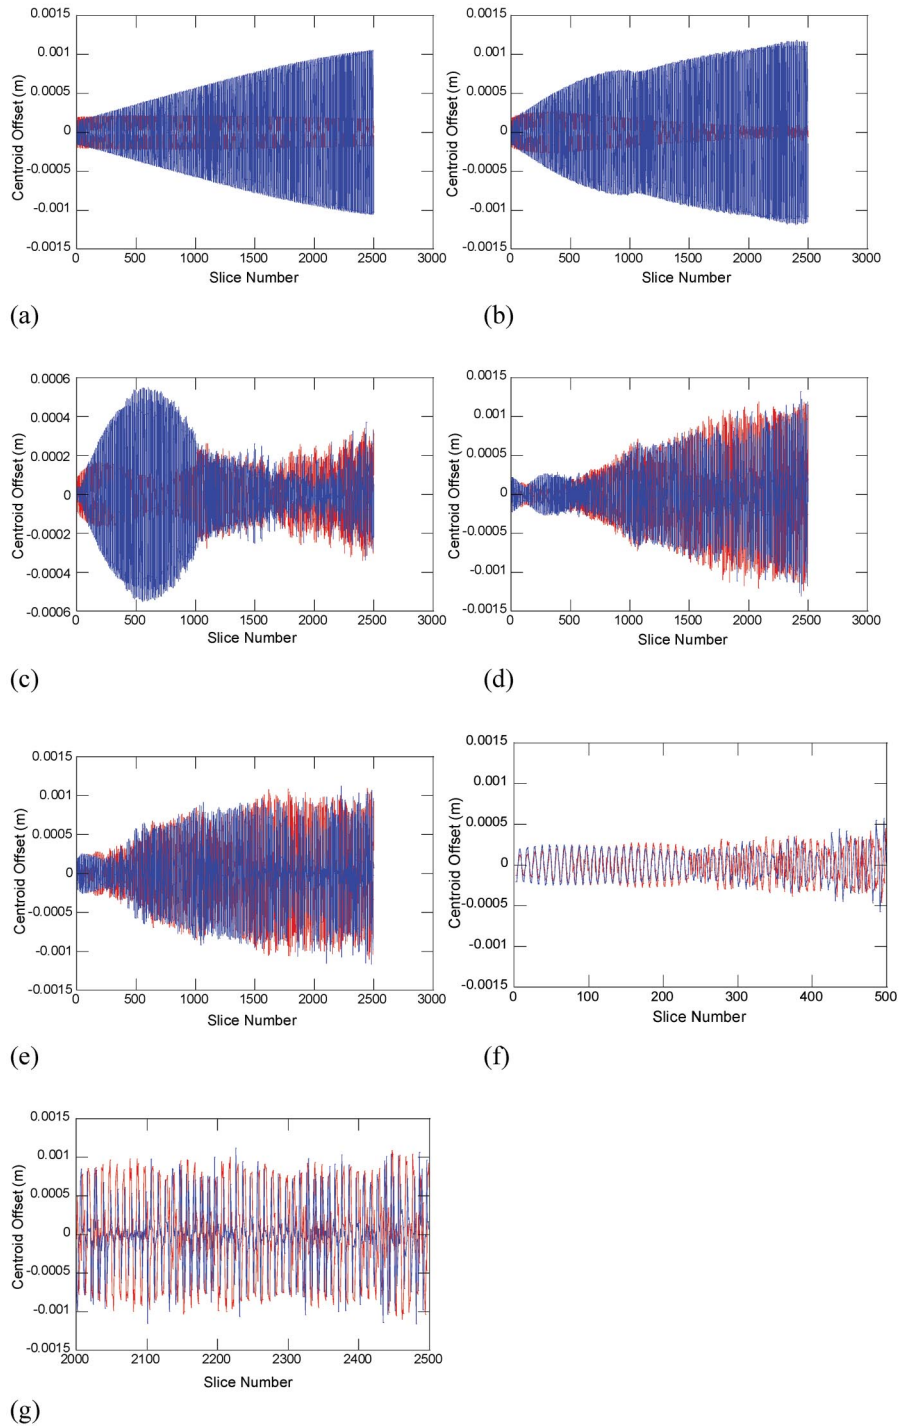 0.0015
0.001
0.0005
0
-0.0005
-0.001
-0.0015
Centroid Offset (m)
0 500 1000 1500 2000 2500 3000
Slice Number
(a)
0.0015
0.001
0.0005
0
-0.0005
-0.001
-0.0015
Centroid Offset (m)
0 500 1000 1500 2000 2500 3000
Slice Number
(b)
0.0006
0.0004
0.0002
0
-0.0002
-0.0004
-0.0006
Centroid Offset (m)
0 500 1000 1500 2000 2500 3000
Slice Number
(c)
0.0015
0.001
0.0005
0
-0.0005
-0.001
-0.0015
Centroid Offset (m)
0 500 1000 1500 2000 2500 3000
Slice Number
(d)
0.0015
0.001
0.0005
0
-0.0005
-0.001
-0.0015
Centroid Offset (m)
0 500 1000 1500 2000 2500 3000
Slice Number
(e)
0.0015
0.001
0.0005
0
-0.0005
-0.001
-0.0015
Centroid Offset (m)
0 100 200 300 400 500
Slice Number
(f)
0.0015
0.001
0.0005
0
-0.0005
-0.001
-0.0015
Centroid Offset (m)
2000 2100 2200 2300 2400 2500
Slice Number
(g)